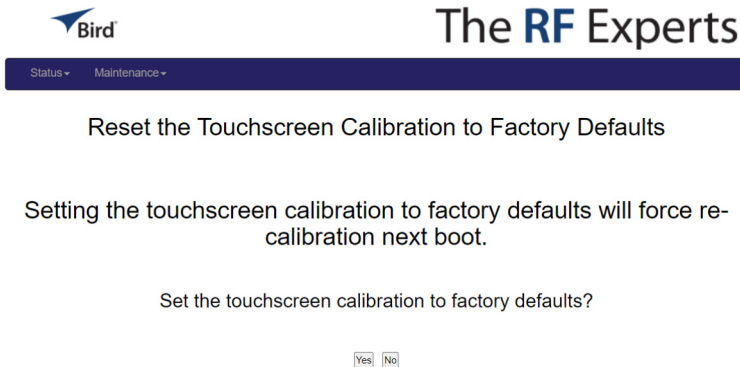 Bird
The RF Experts
Status
Maintenance
Reset the Touchscreen Calibration to Factory Defaults
Setting the touchscreen calibration to factory defaults will force re-
calibration next boot.
Set the touchscreen calibration to factory defaults?
Yes No